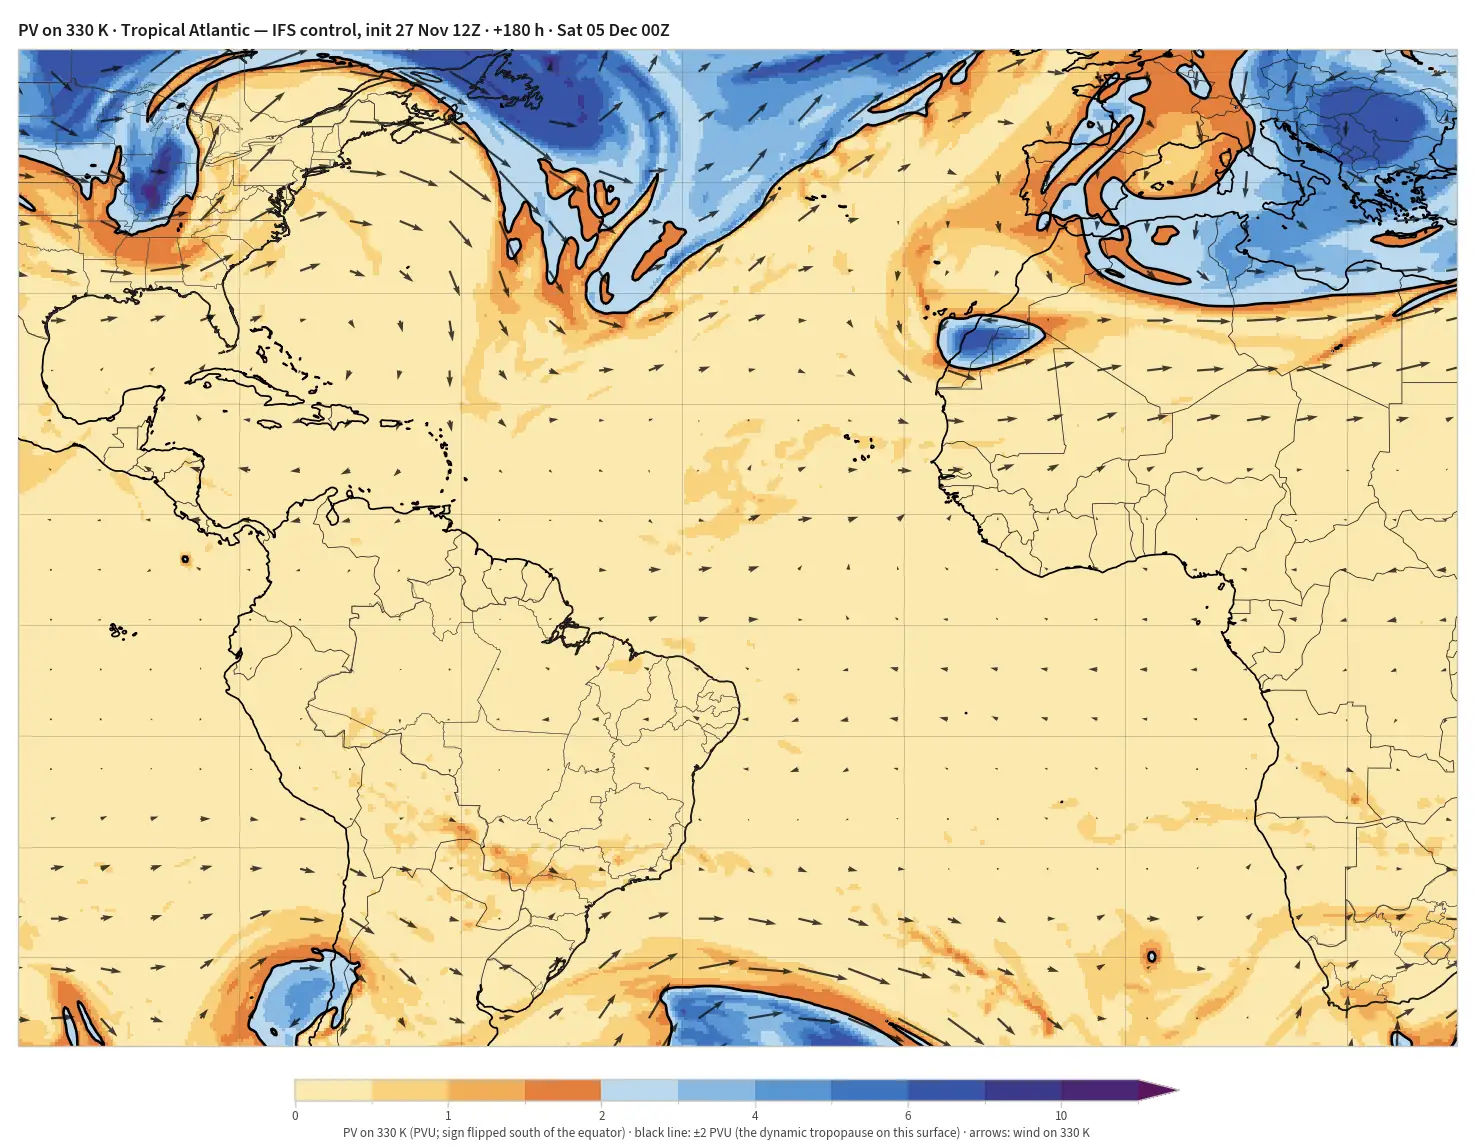 PV on 330 K · Tropical Atlantic — IFS control, init 27 Nov 12Z · +180 h · Sat 05 Dec 00Z
0 1 2 4 6 10
PV on 330 K (PVU; sign flipped south of the equator) · black line: ±2 PVU (the dynamic tropopause on this surface) · arrows: wind on 330 K